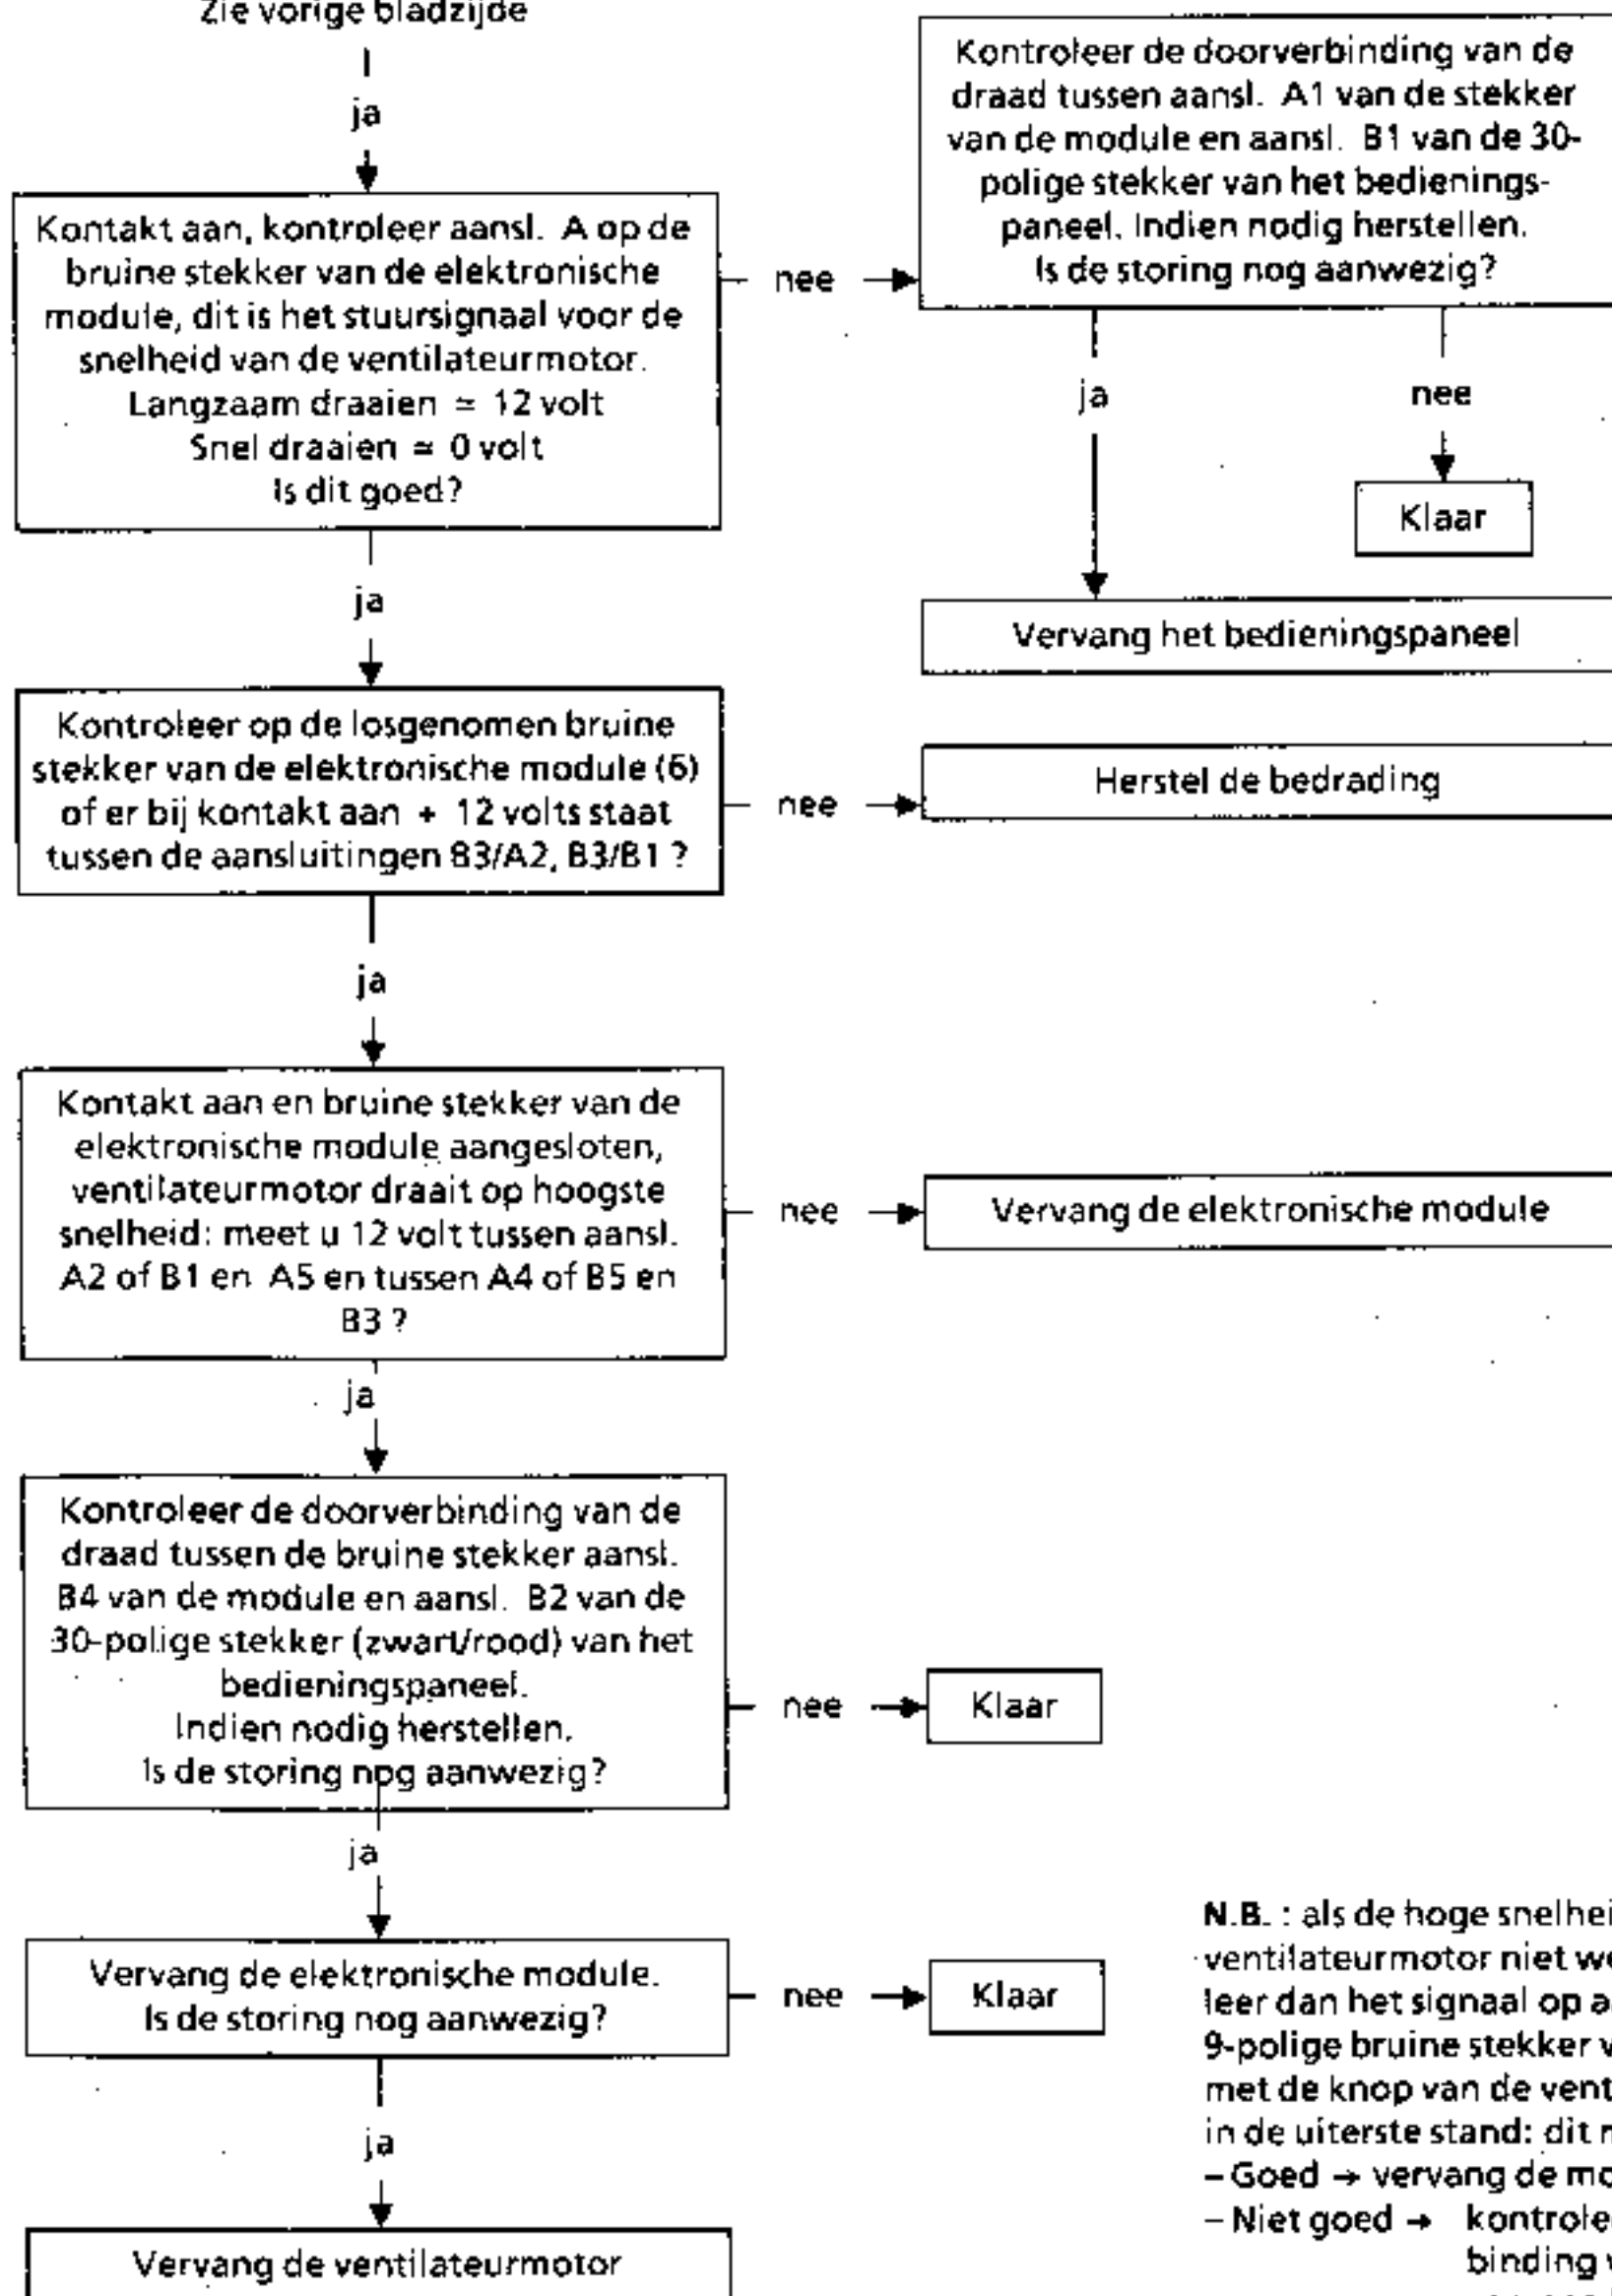 Zie vorige bladzijde
ja
Kontakt aan, kontroleer aansl. A op de
bruine stekker van de elektronische
module, dit is het stuursignaal voor de
snelheid van de ventilateurmotor.
Langzaam draaien ≃ 12 volt
Snel draaien ≃ 0 volt
Is dit goed?
nee
Kontroleer de doorverbinding van de
draad tussen aansl. A1 van de stekker
van de module en aansl. B1 van de 30-
polige stekker van het bedienings-
paneel. Indien nodig herstellen.
Is de storing nog aanwezig?
ja
nee
Klaar
Vervang het bedieningspaneel
ja
Kontroleer op de losgenomen bruine
stekker van de elektronische module (6)
of er bij kontakt aan + 12 volts staat
tussen de aansluitingen B3/A2, B3/B1 ?
nee
Herstel de bedrading
ja
Kontakt aan en bruine stekker van de
elektronische module aangesloten,
ventilateurmotor draait op hoogste
snelheid: meet u 12 volt tussen aansl.
A2 of B1 en A5 en tussen A4 of B5 en
B3 ?
nee
Vervang de elektronische module
ja
Kontroleer de doorverbinding van de
draad tussen de bruine stekker aansl.
B4 van de module en aansl. B2 van de
30-polige stekker (zwart/rood) van het
bedieningspaneel.
Indien nodig herstellen.
Is de storing nog aanwezig?
nee
Klaar
ja
Vervang de elektronische module.
Is de storing nog aanwezig?
nee
Klaar
ja
Vervang de ventilateurmotor
N.B. : als de hoge
ventilateurmotor niet
leer dan het signaal op
9-polige bruine stekker
met de knop van de
in de uiterste stand: dit
– Goed → vervang de
– Niet goed →
binding